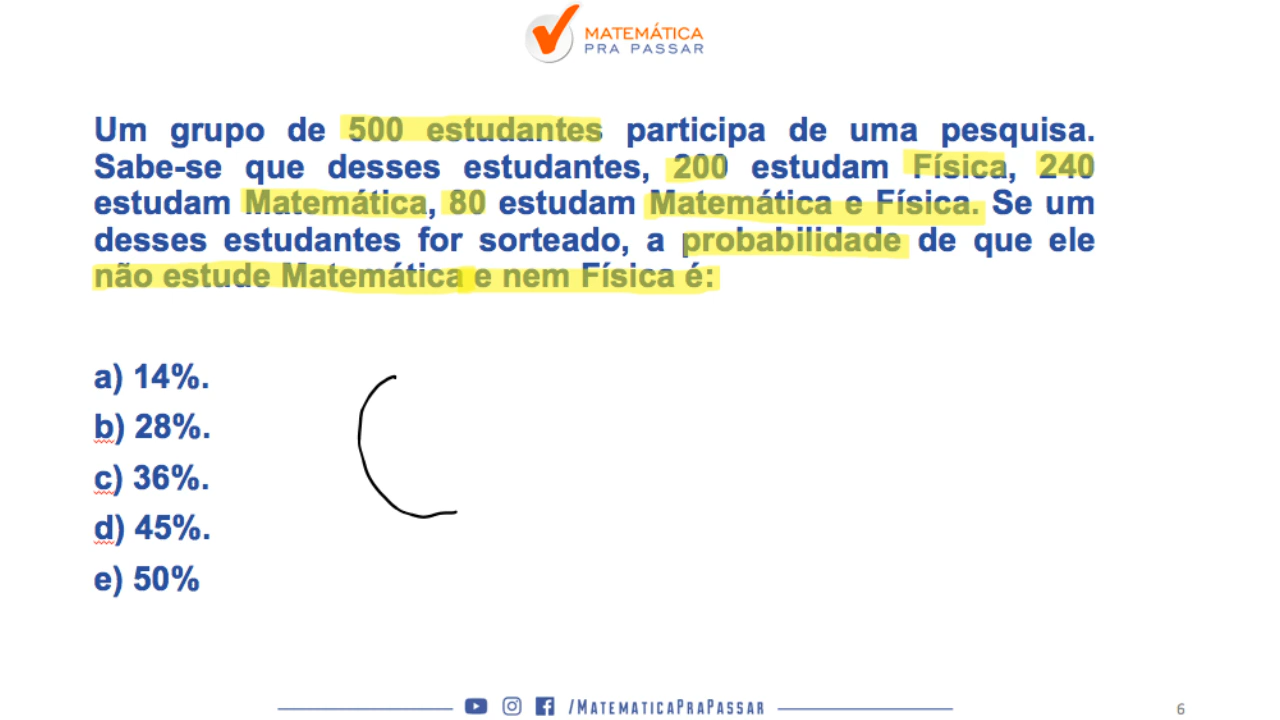 MATEMÁTICA
PRA PASSAR
Um grupo de 500 estudantes participa de uma pesquisa.
Sabe-se que desses estudantes, 200 estudam Física, 240
estudam Matemática, 80 estudam Matemática e Física. Se um
desses estudantes for sorteado, a probabilidade de que ele
não estude Matemática e nem Física é:
a) 14%.
b) 28%.
c) 36%.
d) 45%.
e) 50%
/MATEMATICAPRAPASSAR
6